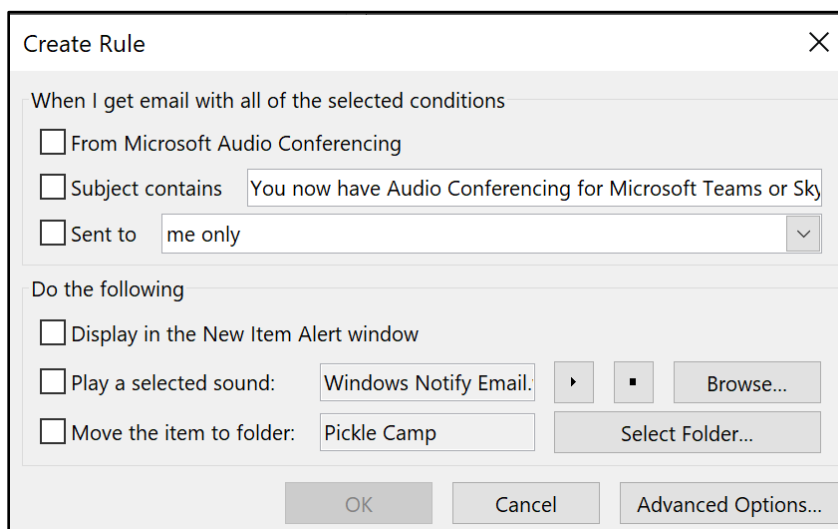 Create Rule
When I get email with all of the selected conditions
From Microsoft Audio Conferencing
Subject contains You now have Audio Conferencing for Microsoft Teams or Sky
Sent to me only
Do the following
Display in the New Item Alert window
Play a selected sound: Windows Notify Email. Browse...
Move the item to folder: Pickle Camp Select Folder...
OK Cancel Advanced Options...